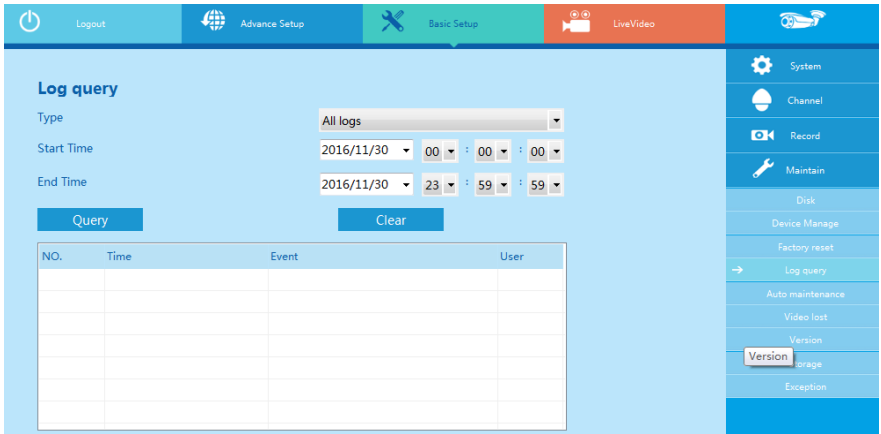 Logout Advance Setup Basic Setup LiveVideo
Log query
Type All logs
Start Time 2016/11/30 00 : 00 : 00
End Time 2016/11/30 23 : 59 : 59
Query Clear
NO. Time Event User
System
Channel
Record
Maintain
Disk
Device Manage
Factory reset
Log query
Auto maintenance
Video lost
Version
Version
Exception